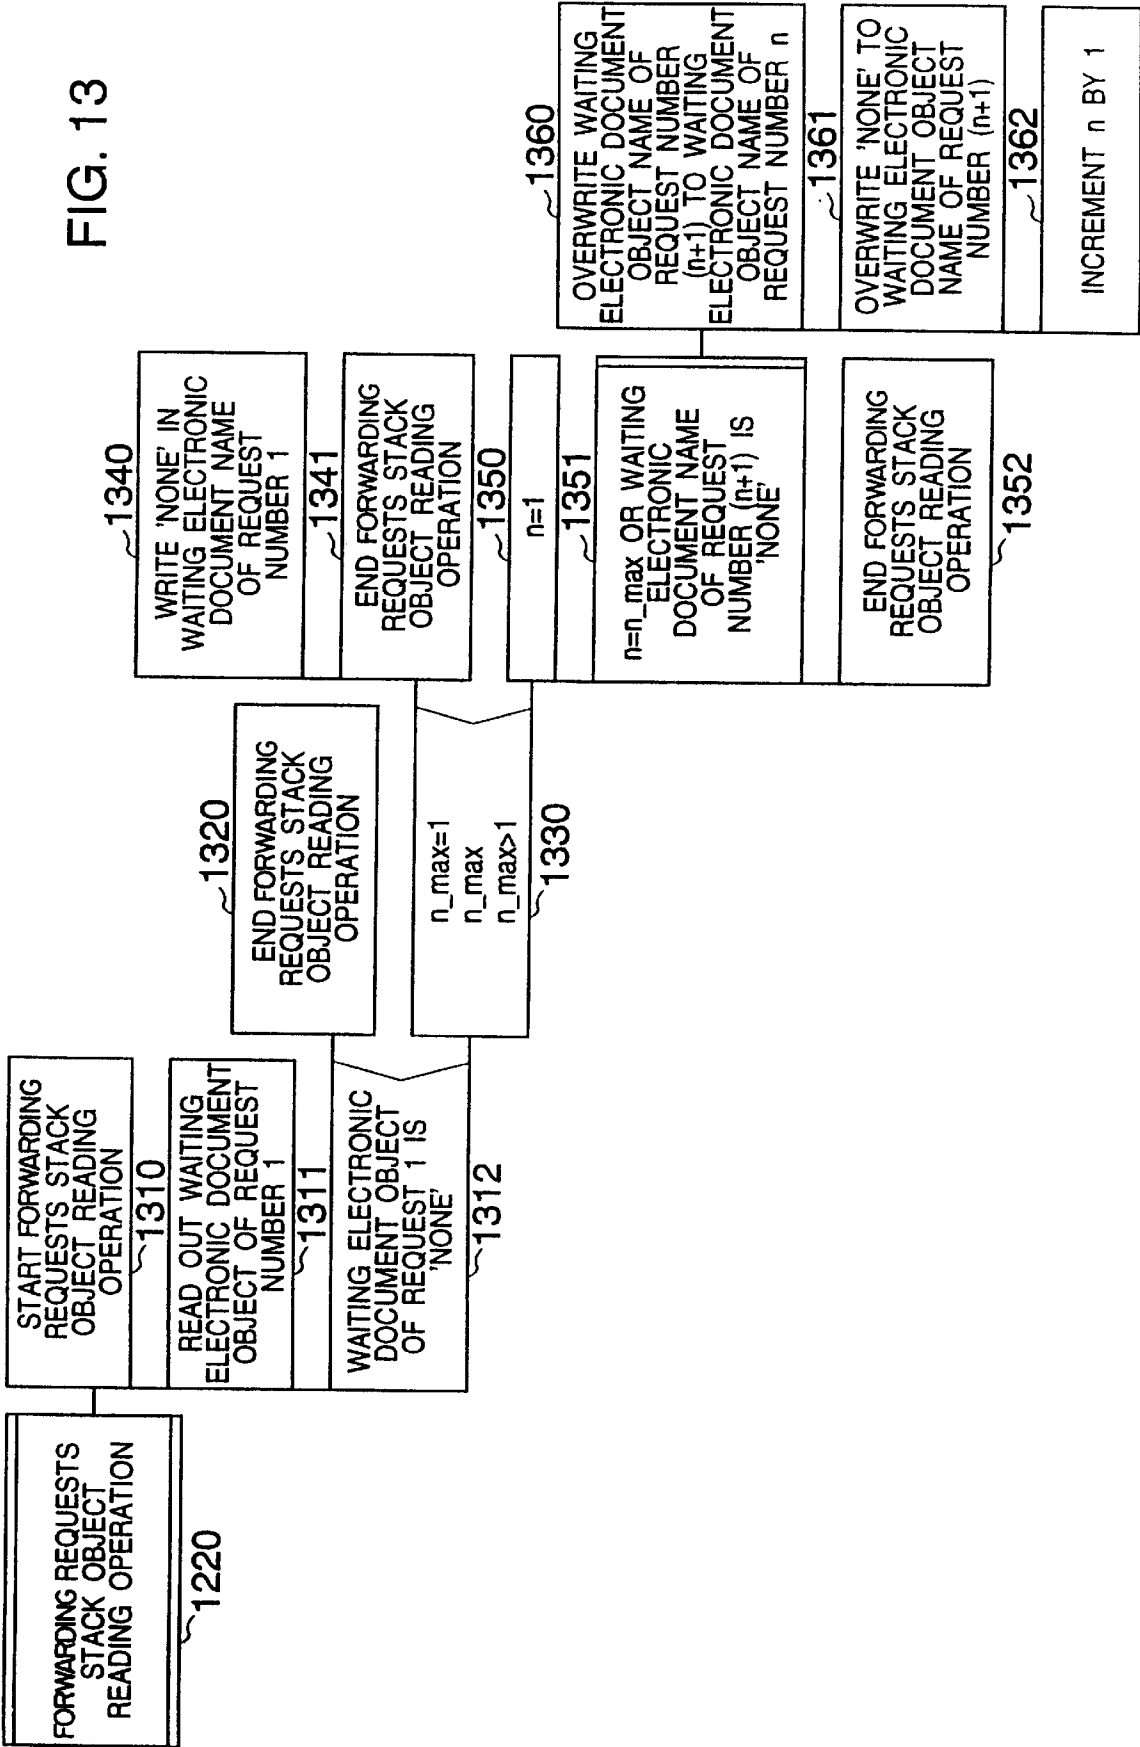 FIG. 13
FORWARDING REQUESTS
STACK OBJECT
READING OPERATION
1220
START FORWARDING
REQUESTS STACK
OBJECT READING
OPERATION
1310
READ OUT WAITING
ELECTRONIC DOCUMENT
OBJECT OF REQUEST
NUMBER 1
1311
WAITING ELECTRONIC
DOCUMENT OBJECT
OF REQUEST 1 IS
'NONE'
1312
1320
END FORWARDING
REQUESTS STACK
OBJECT READING
OPERATION
n_max=1
n_max
n_max>1
1330
1340
WRITE 'NONE' IN
WAITING ELECTRONIC
DOCUMENT NAME
OF REQUEST
NUMBER 1
1341
END FORWARDING
REQUESTS STACK
OBJECT READING
OPERATION
1350
n=1
1351
n=n_max OR WAITING
ELECTRONIC
DOCUMENT NAME
OF REQUEST
NUMBER (n+1) IS
'NONE'
END FORWARDING
REQUESTS STACK
OBJECT READING
OPERATION
1352
1360
OVERWRITE WAITING
ELECTRONIC DOCUMENT
OBJECT NAME OF
REQUEST NUMBER
(n+1) TO WAITING
ELECTRONIC DOCUMENT
OBJECT NAME OF
REQUEST NUMBER n
1361
OVERWRITE 'NONE' TO
WAITING ELECTRONIC
DOCUMENT OBJECT
NAME OF REQUEST
NUMBER (n+1)
1362
INCREMENT n BY 1